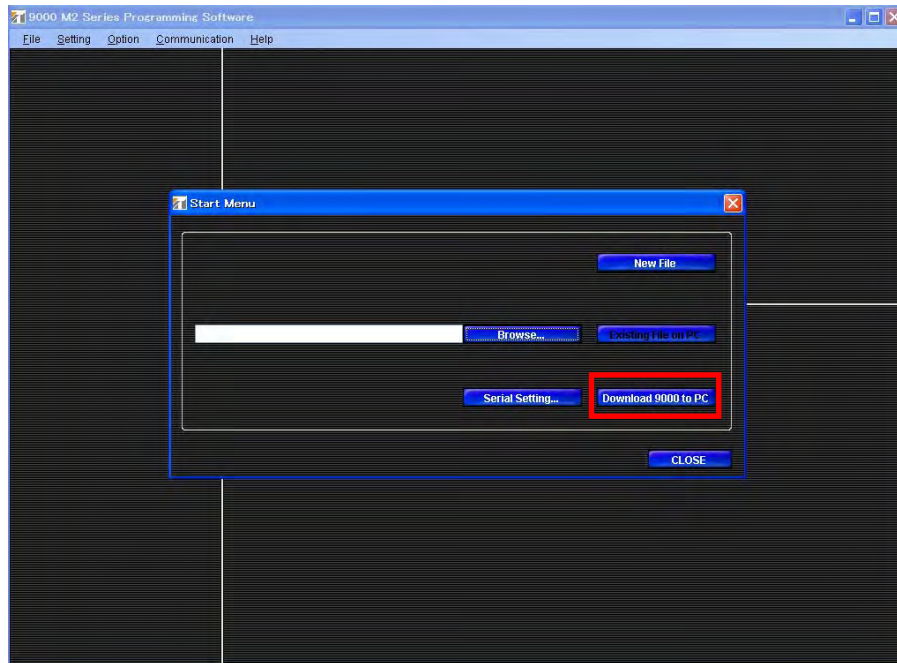 9000 M2 Series Programming Software
File Setting Option Communication Help
Start Menu
New File
Browse... Existing File on PC
Serial Setting... Download 9000 to PC
CLOSE